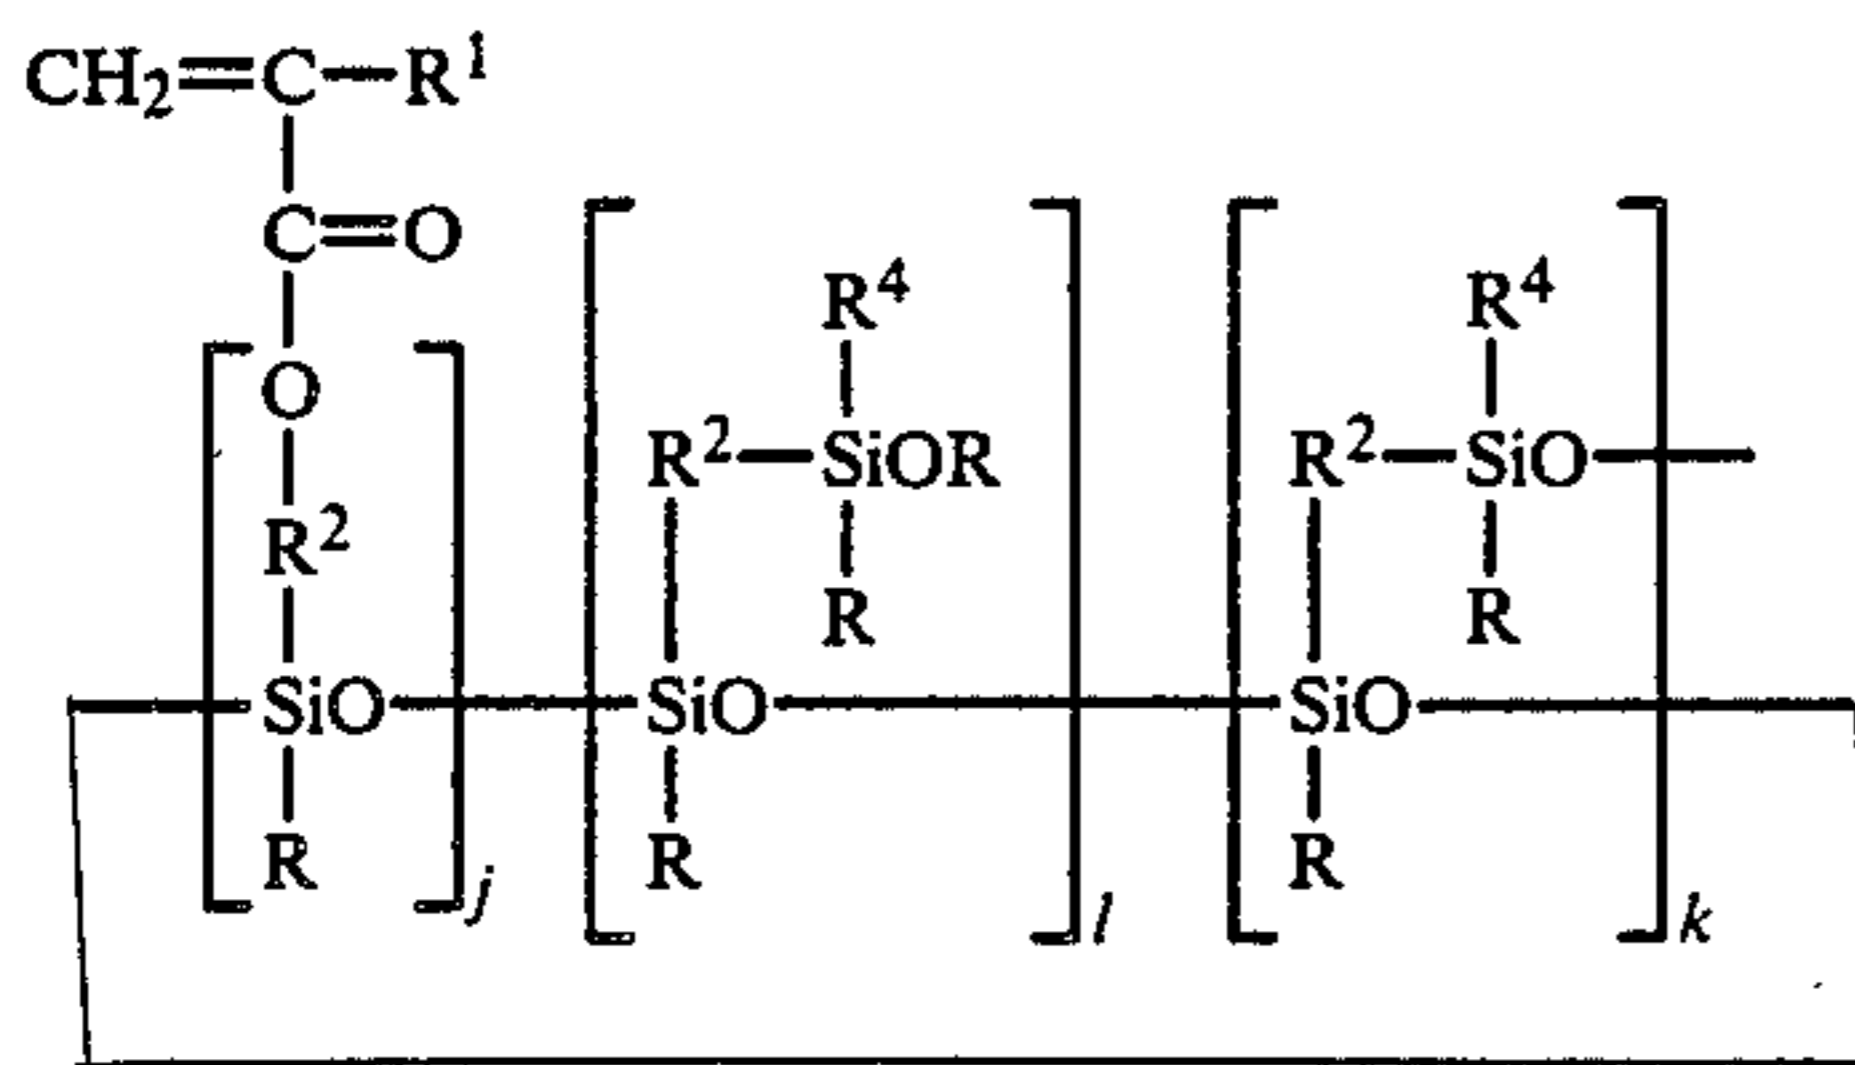 CH₂=C—R¹
C=O
R⁴ R⁴
O
R²—SiOR R²—SiO—
R²
R R
—SiO— SiO— SiO—
R R R
j l k